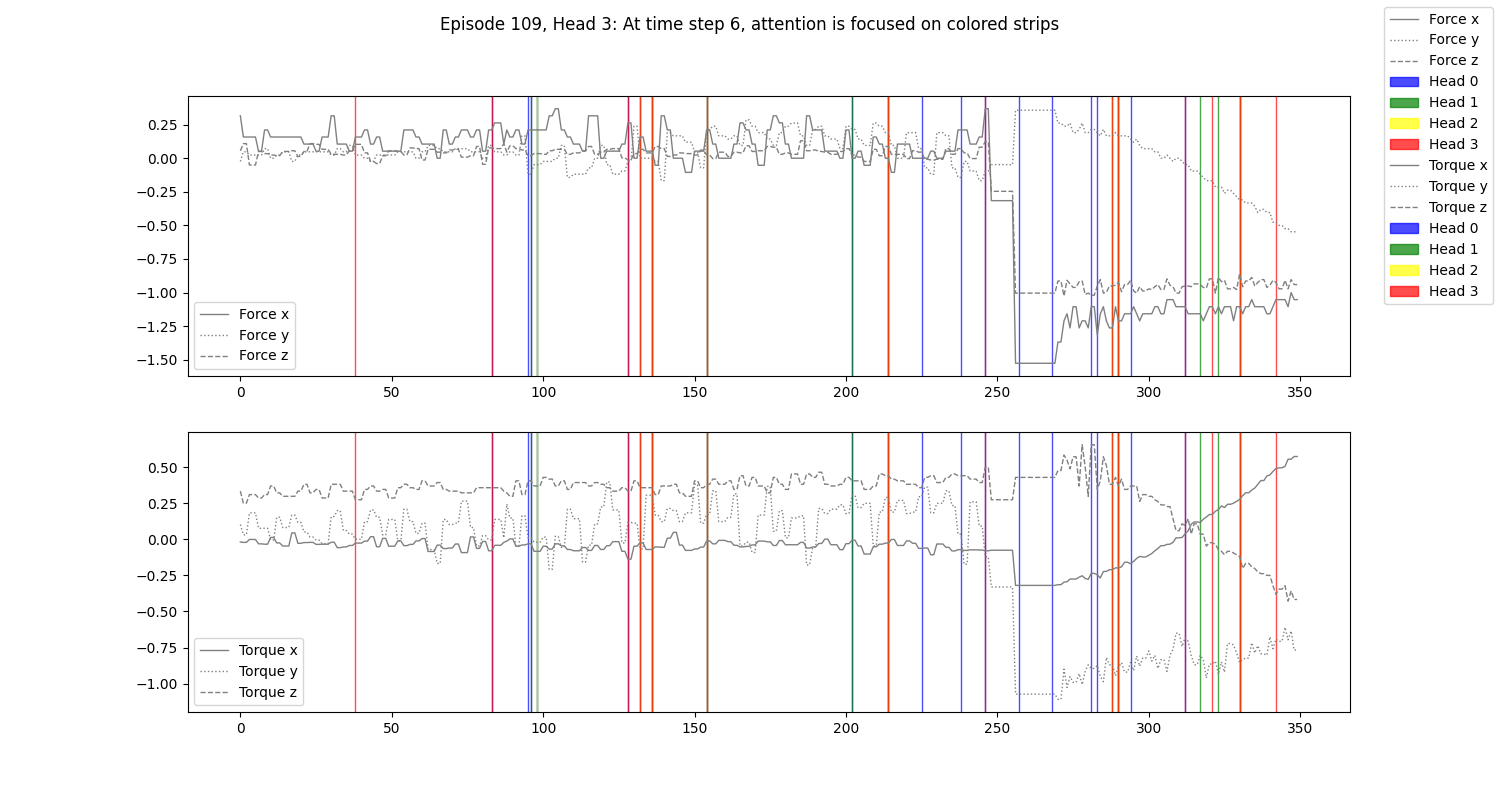 Episode 109, Head 3: At time step 6, attention is focused on colored strips
Force x
Force y
Force z
Head 0
Head 1
Head 2
Head 3
Torque x
Torque y
Torque z
Head 0
Head 1
Head 2
Head 3
0.25
0.00
−0.25
−0.50
−0.75
−1.00
−1.25
−1.50
Force x
Force y
Force z
0 50 100 150 200 250 300 350
0.50
0.25
0.00
−0.25
−0.50
−0.75
−1.00
Torque x
Torque y
Torque z
0 50 100 150 200 250 300 350